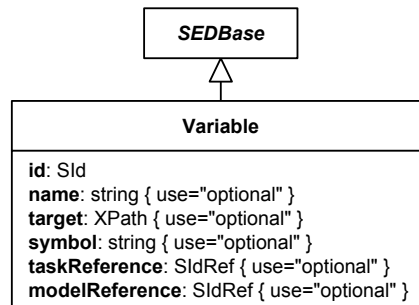 SEDBase
Variable
id: SId
name: string { use="optional" }
target: XPath { use="optional" }
symbol: string { use="optional" }
taskReference: SIdRef { use="optional" }
modelReference: SIdRef { use="optional" }